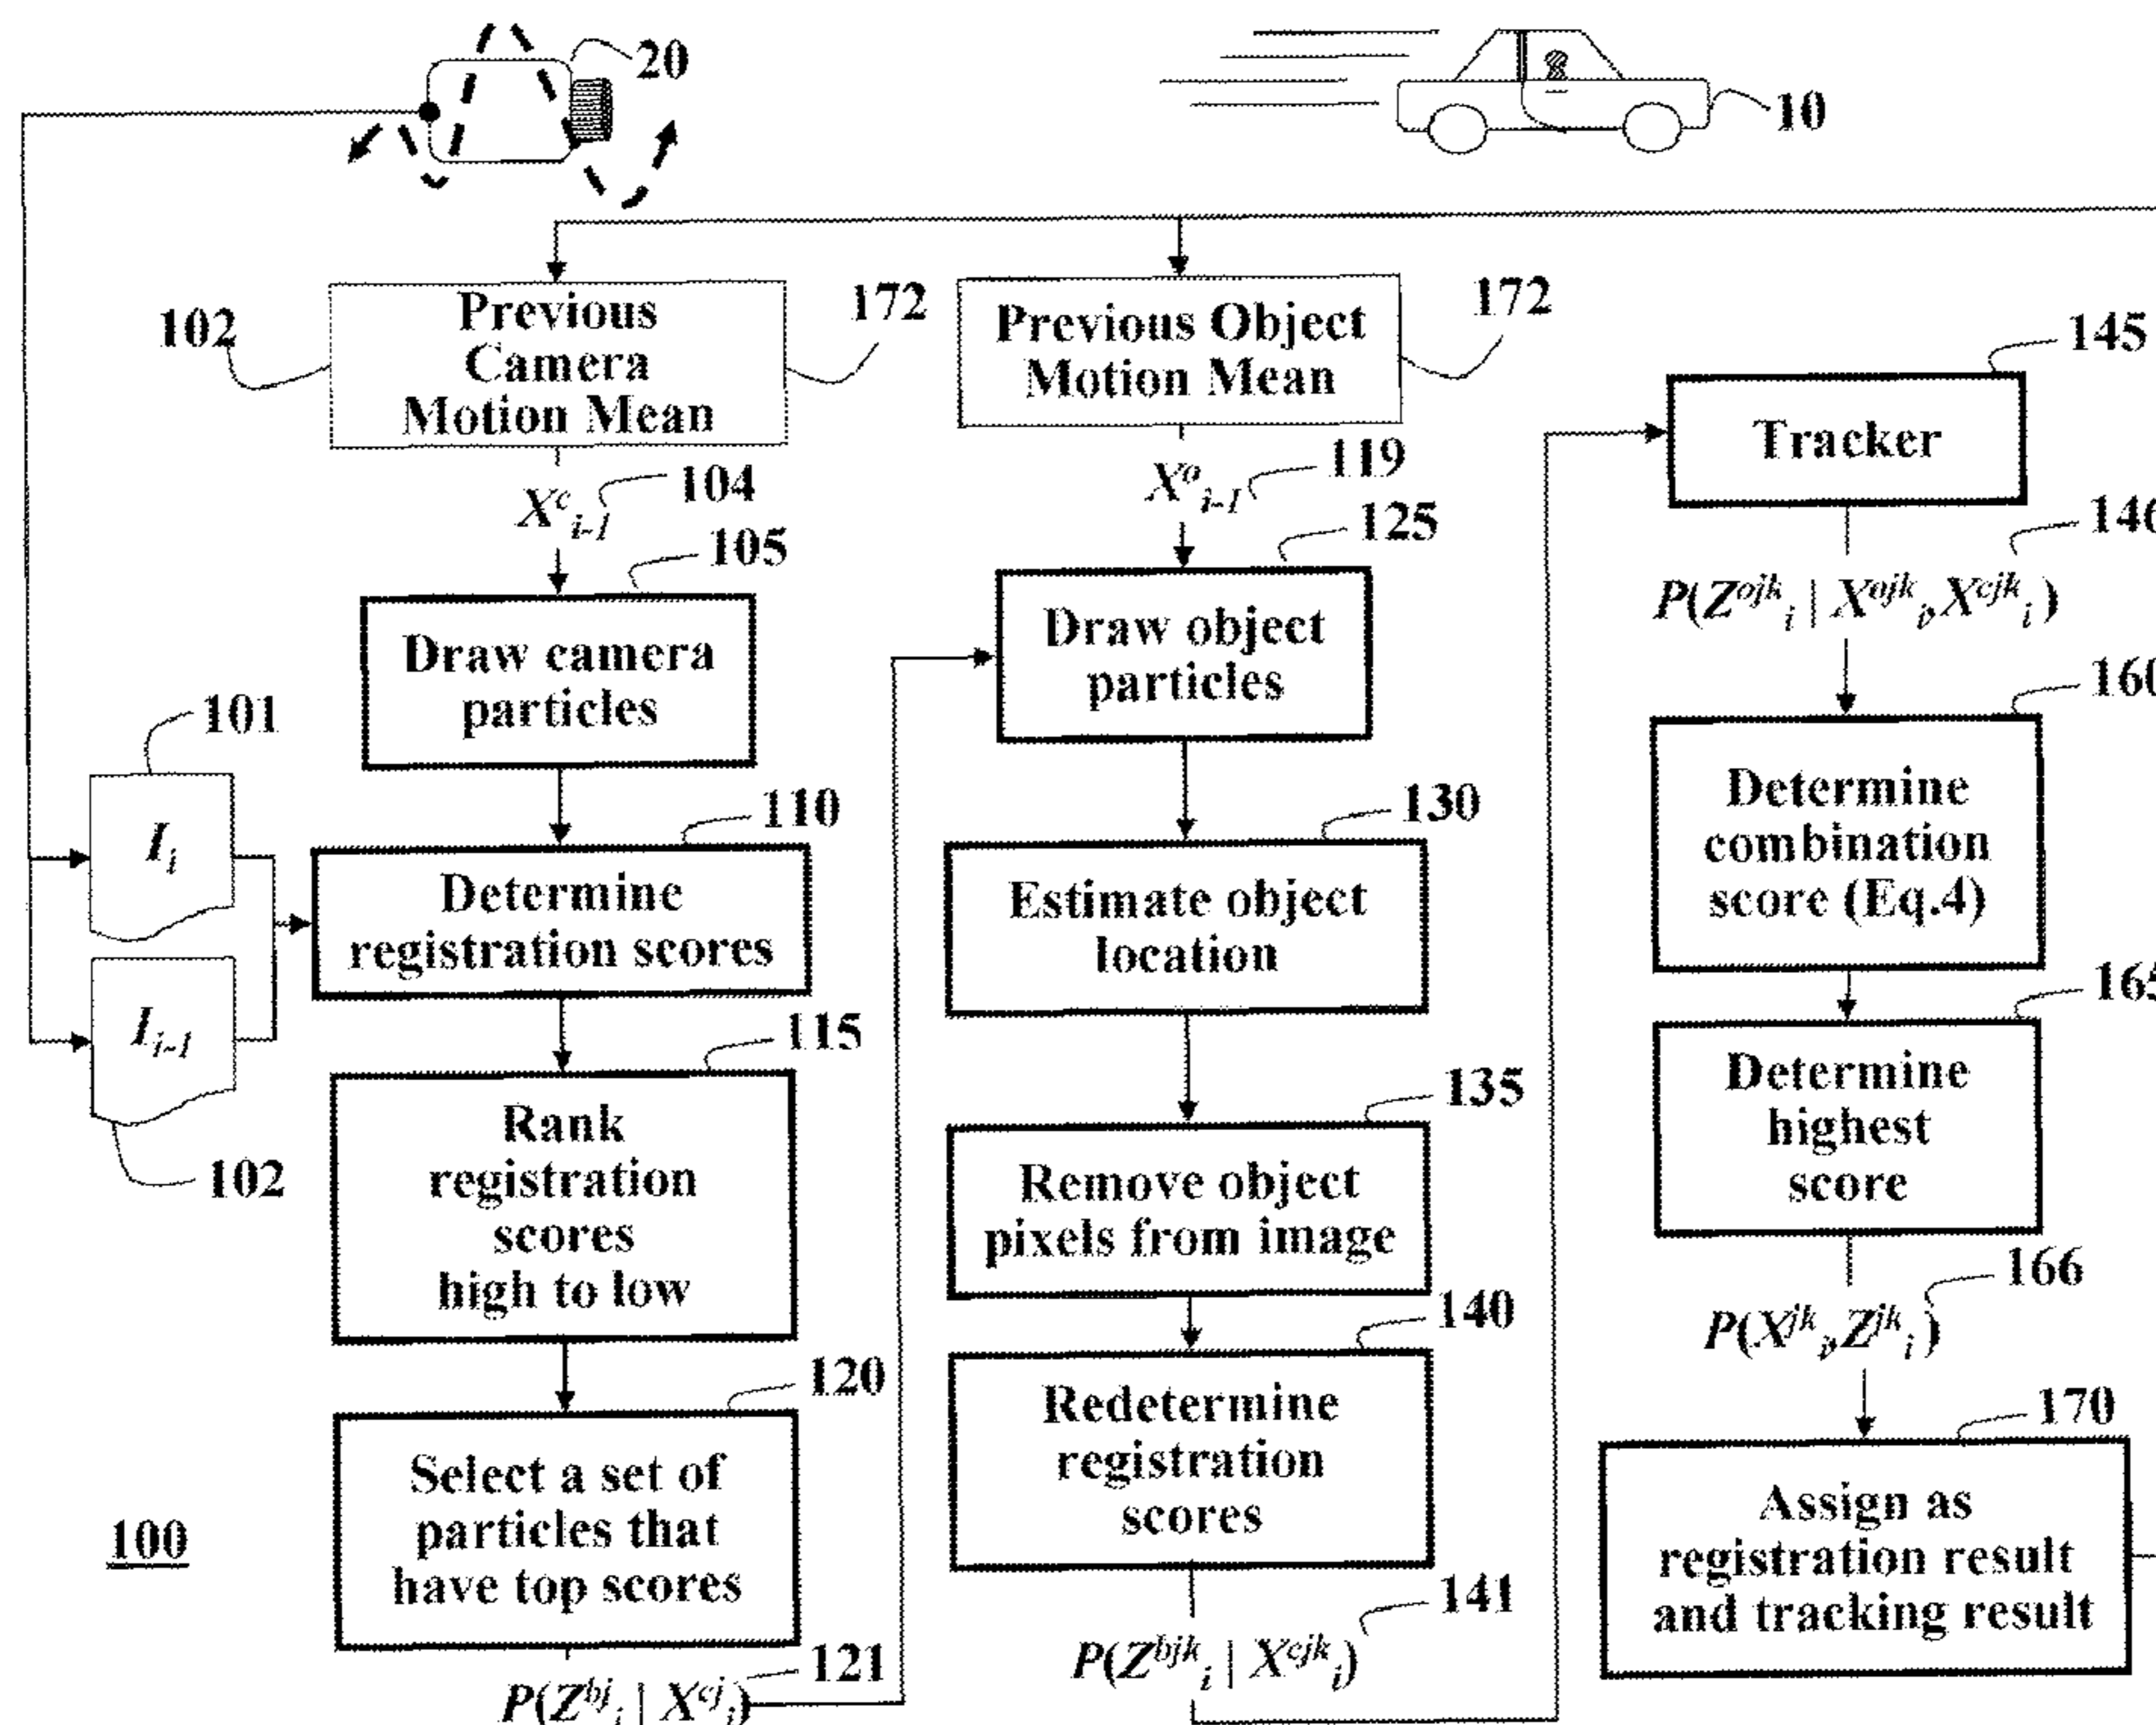 20
10
102
Previous
Camera
Motion Mean
172
X^c_{i-1}
104
105
Draw camera
particles
101
I_i
I_{i-1}
102
110
Determine
registration scores
115
Rank
registration
scores
high to low
120
Select a set of
particles that
have top scores
P(Z^{bj}_i | X^{cj}_i)
121
100
Previous Object
Motion Mean
172
X^o_{i-1}
119
125
Draw object
particles
130
Estimate object
location
135
Remove object
pixels from image
140
Redetermine
registration
scores
141
P(Z^{bjk}_i | X^{cjk}_i)
145
Tracker
146
P(Z^{ojk}_i | X^{ojk}_i, X^{cjk}_i)
160
Determine
combination
score (Eq.4)
165
Determine
highest
score
166
P(X^{jk}_i, Z^{jk}_i)
170
Assign as
registration result
and tracking result